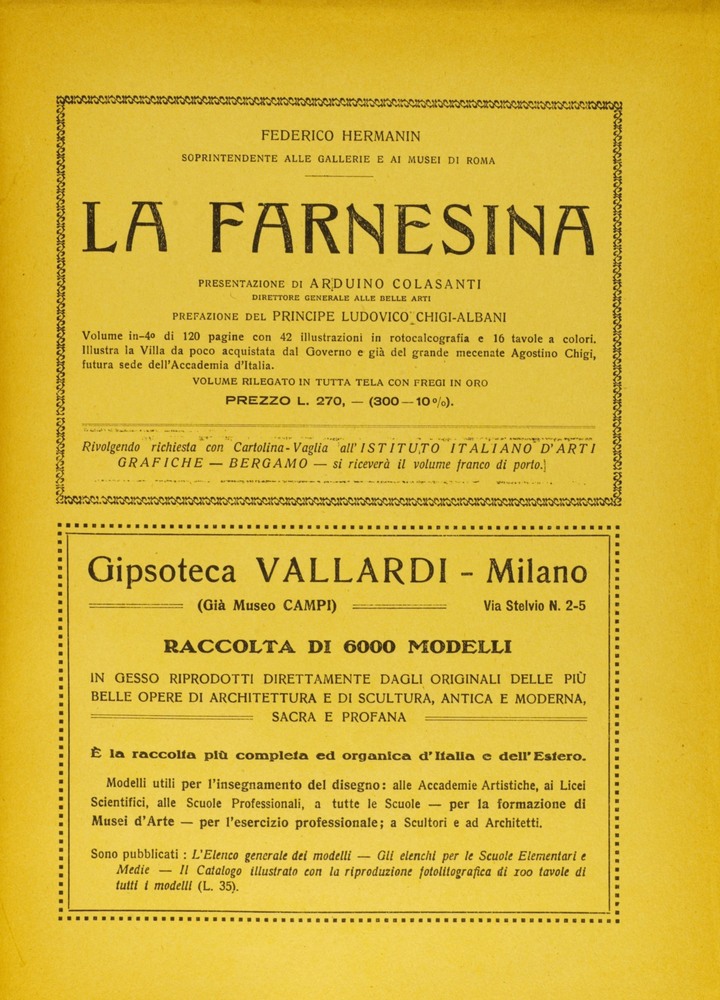 FEDERICO HERMANIN
SOPRINTENDENTE ALLE GALLERIE E AI MUSEI DI ROMA
LA FARNESINA
PRESENTAZIONE DI ARDUINO COLASANTI
DIRETTORE GENERALE ALLE BELLE ARTI
PREFAZIONE DEL PRINCIPE LUDOVICO CHIGI-ALBANI
Volume in-4º di 120 pagine con 42 illustrazioni in rotocalcografia e 16 tavole a colori.
Illustra la Villa da poco acquistata dal Governo e già del grande mecenate Agostino Chigi,
futura sede dell'Accademia d'Italia.
VOLUME RILEGATO IN TUTTA TELA CON FREGI IN ORO
PREZZO L. 270, — (300—10%).
Rivolgendo richiesta con Cartolina-Vaglia all'ISTITUTO ITALIANO D'ARTI
GRAFICHE — BERGAMO — si riceverà il volume franco di porto.
Gipsoteca VALLARDI - Milano
(Già Museo CAMPI) Via Stelvio N. 2-5
RACCOLTA DI 6000 MODELLI
IN GESSO RIPRODOTTI DIRETTAMENTE DAGLI ORIGINALI DELLE PIÙ
BELLE OPERE DI ARCHITETTURA E DI SCULTURA, ANTICA E MODERNA,
SACRA E PROFANA
È la raccolta più completa ed organica d'Italia e dell'Estero.
Modelli utili per l'insegnamento del disegno: alle Accademie Artistiche, ai Licei
Scientifici, alle Scuole Professionali, a tutte le Scuole — per la formazione di
Musei d'Arte — per l'esercizio professionale; a Scultori e ad Architetti.
Sono pubblicati : L'Elenco generale dei modelli — Gli elenchi per le Scuole Elementari e
Medie — Il Catalogo illustrato con la riproduzione fotolitografica di 100 tavole di
tutti i modelli (L. 35).